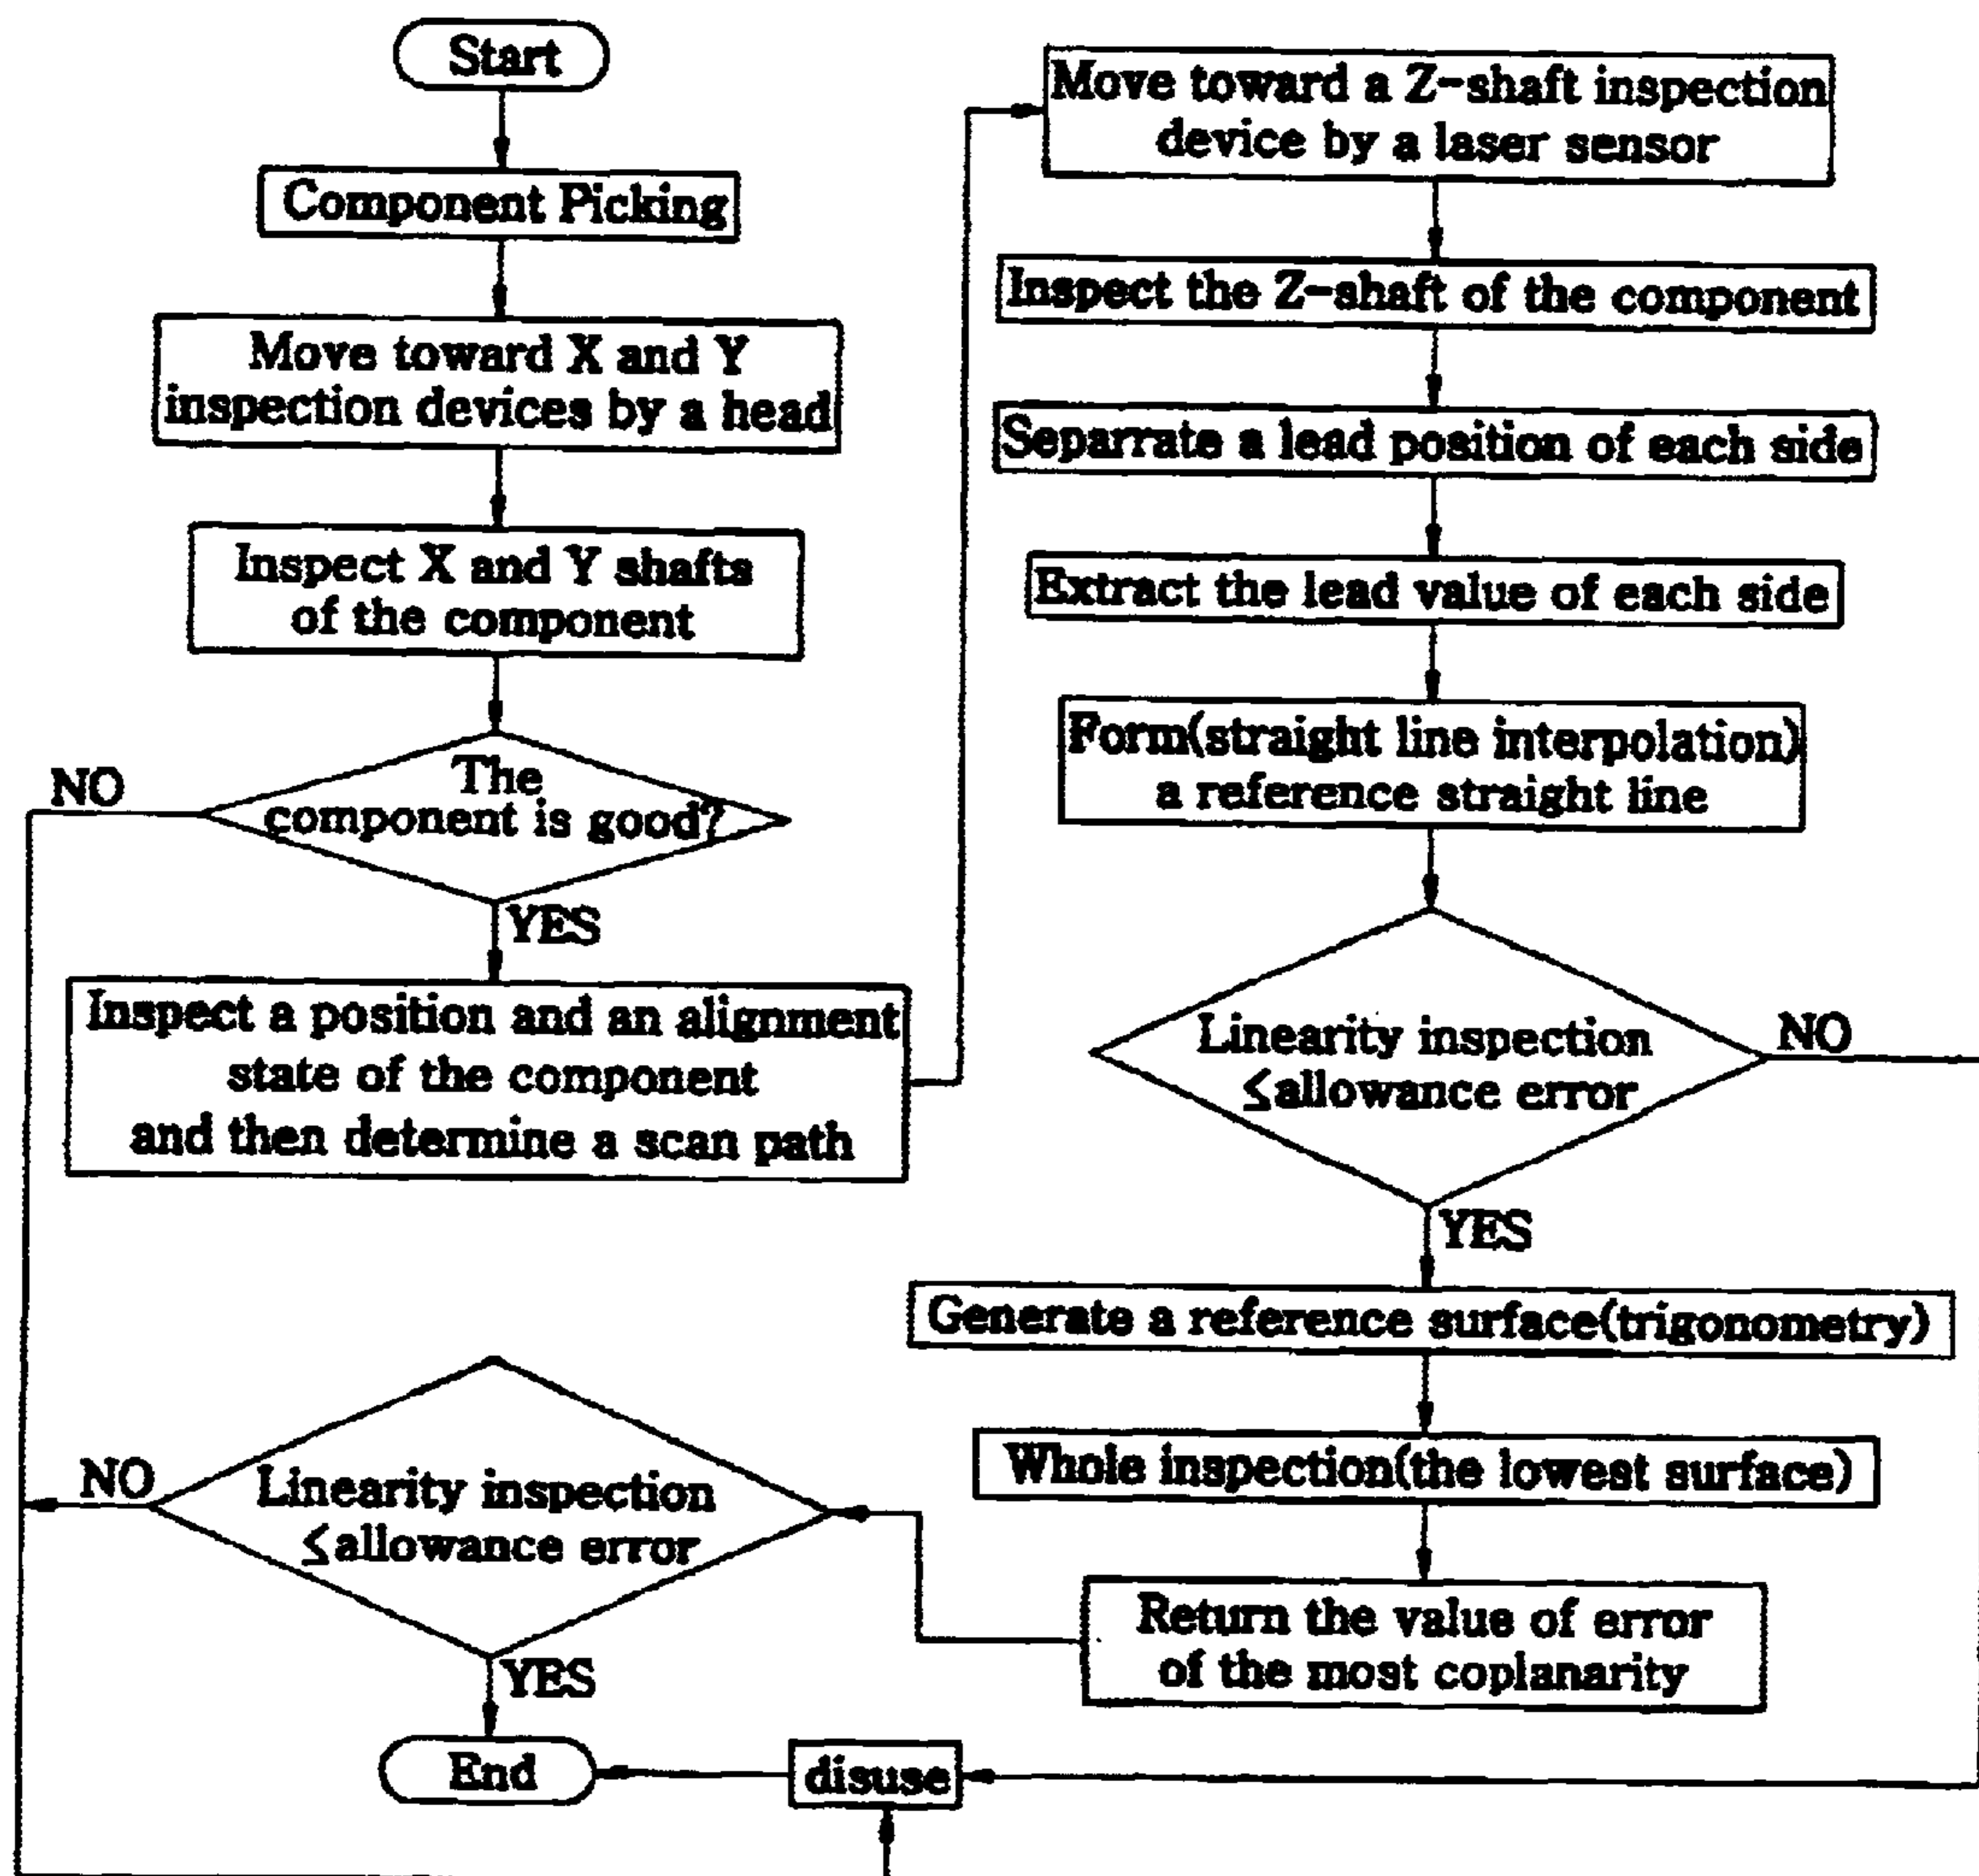 Start
Component Picking
Move toward X and Y
inspection devices by a head
Inspect X and Y shafts
of the component
The
component is good?
NO
YES
Inspect a position and an alignment
state of the component
and then determine a scan path
Move toward a Z-shaft inspection
device by a laser sensor
Inspect the Z-shaft of the component
Separrate a lead position of each side
Extract the lead value of each side
Form(straight line interpolation)
a reference straight line
Linearity inspection
≤allowance error
NO
YES
Generate a reference surface(trigonometry)
Whole inspection(the lowest surface)
Return the value of error
of the most coplanarity
Linearity inspection
≤allowance error
NO
YES
End
disuse